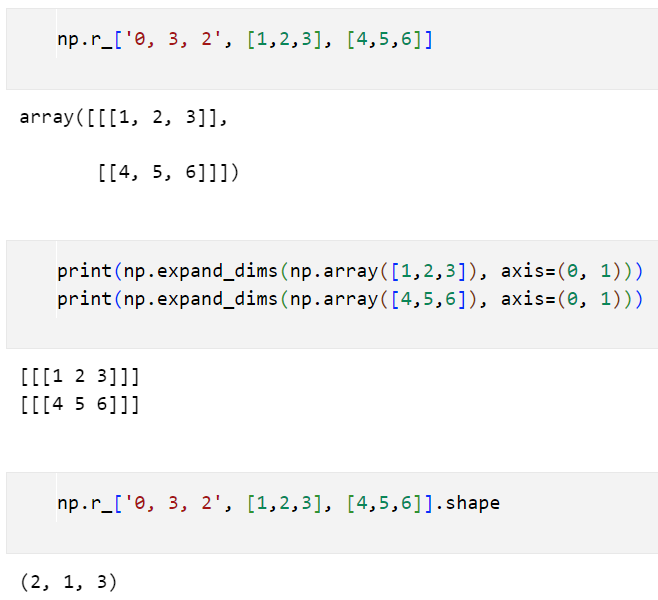 np.r_['0, 3, 2', [1,2,3], [4,5,6]]
array([[[1, 2, 3]],
[[4, 5, 6]]])
print(np.expand_dims(np.array([1,2,3]), axis=(0, 1)))
print(np.expand_dims(np.array([4,5,6]), axis=(0, 1)))
[[[1 2 3]]]
[[[4 5 6]]]
np.r_['0, 3, 2', [1,2,3], [4,5,6]].shape
(2, 1, 3)